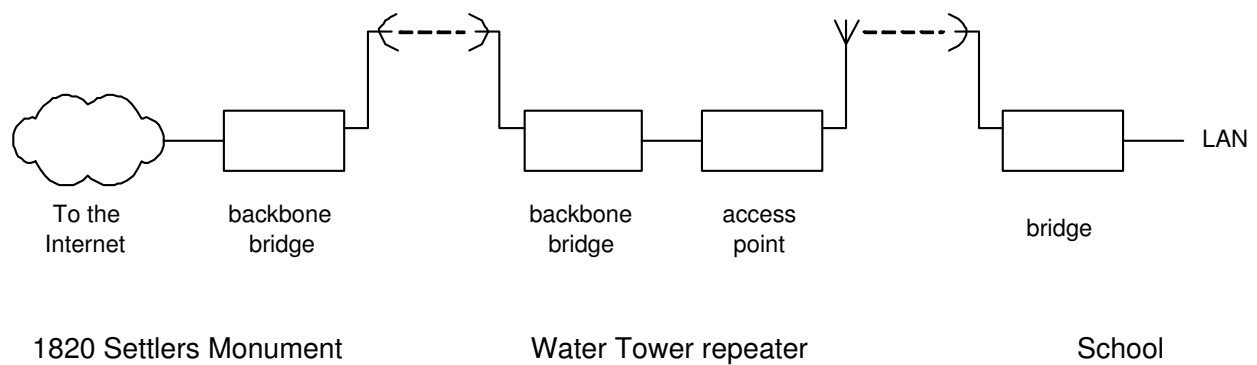 LAN
To the
Internet
backbone
bridge
backbone
bridge
access
point
bridge
1820 Settlers Monument
Water Tower repeater
School